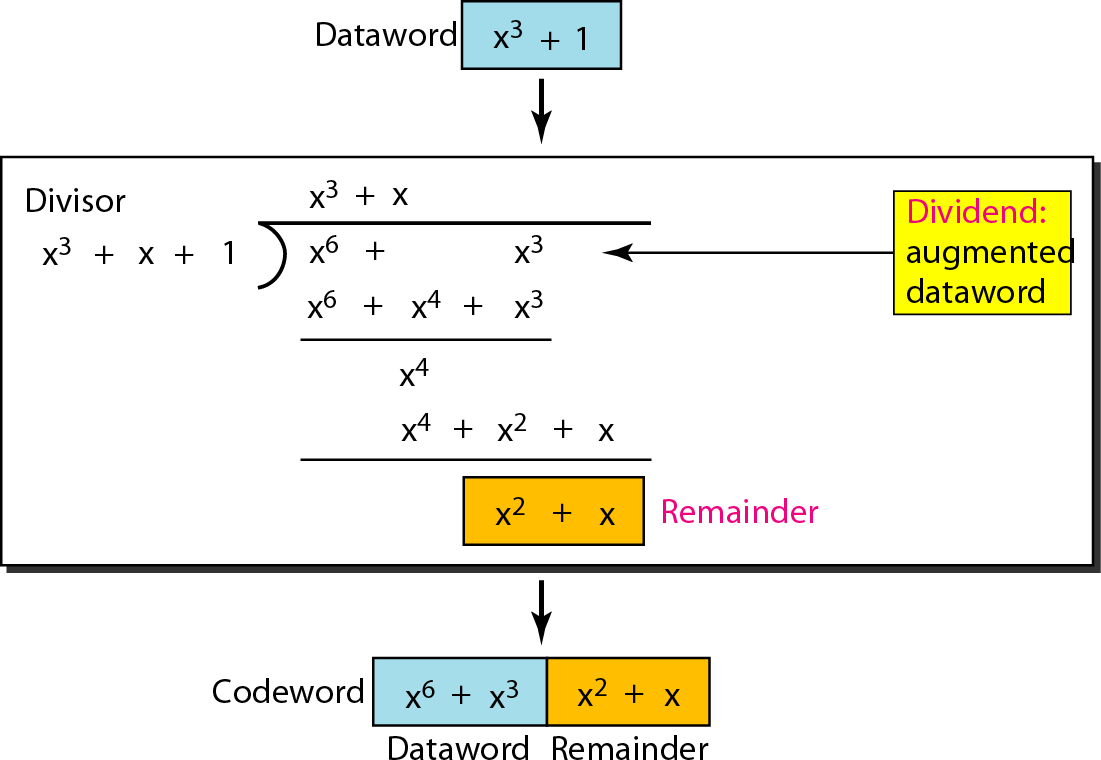 Dataword x³ + 1
Divisor
x³ + x
x³ + x + 1
x⁶ + x³
Dividend:
augmented
dataword
x⁶ + x⁴ + x³
x⁴
x⁴ + x² + x
x² + x Remainder
Codeword x⁶ + x³ x² + x
Dataword Remainder